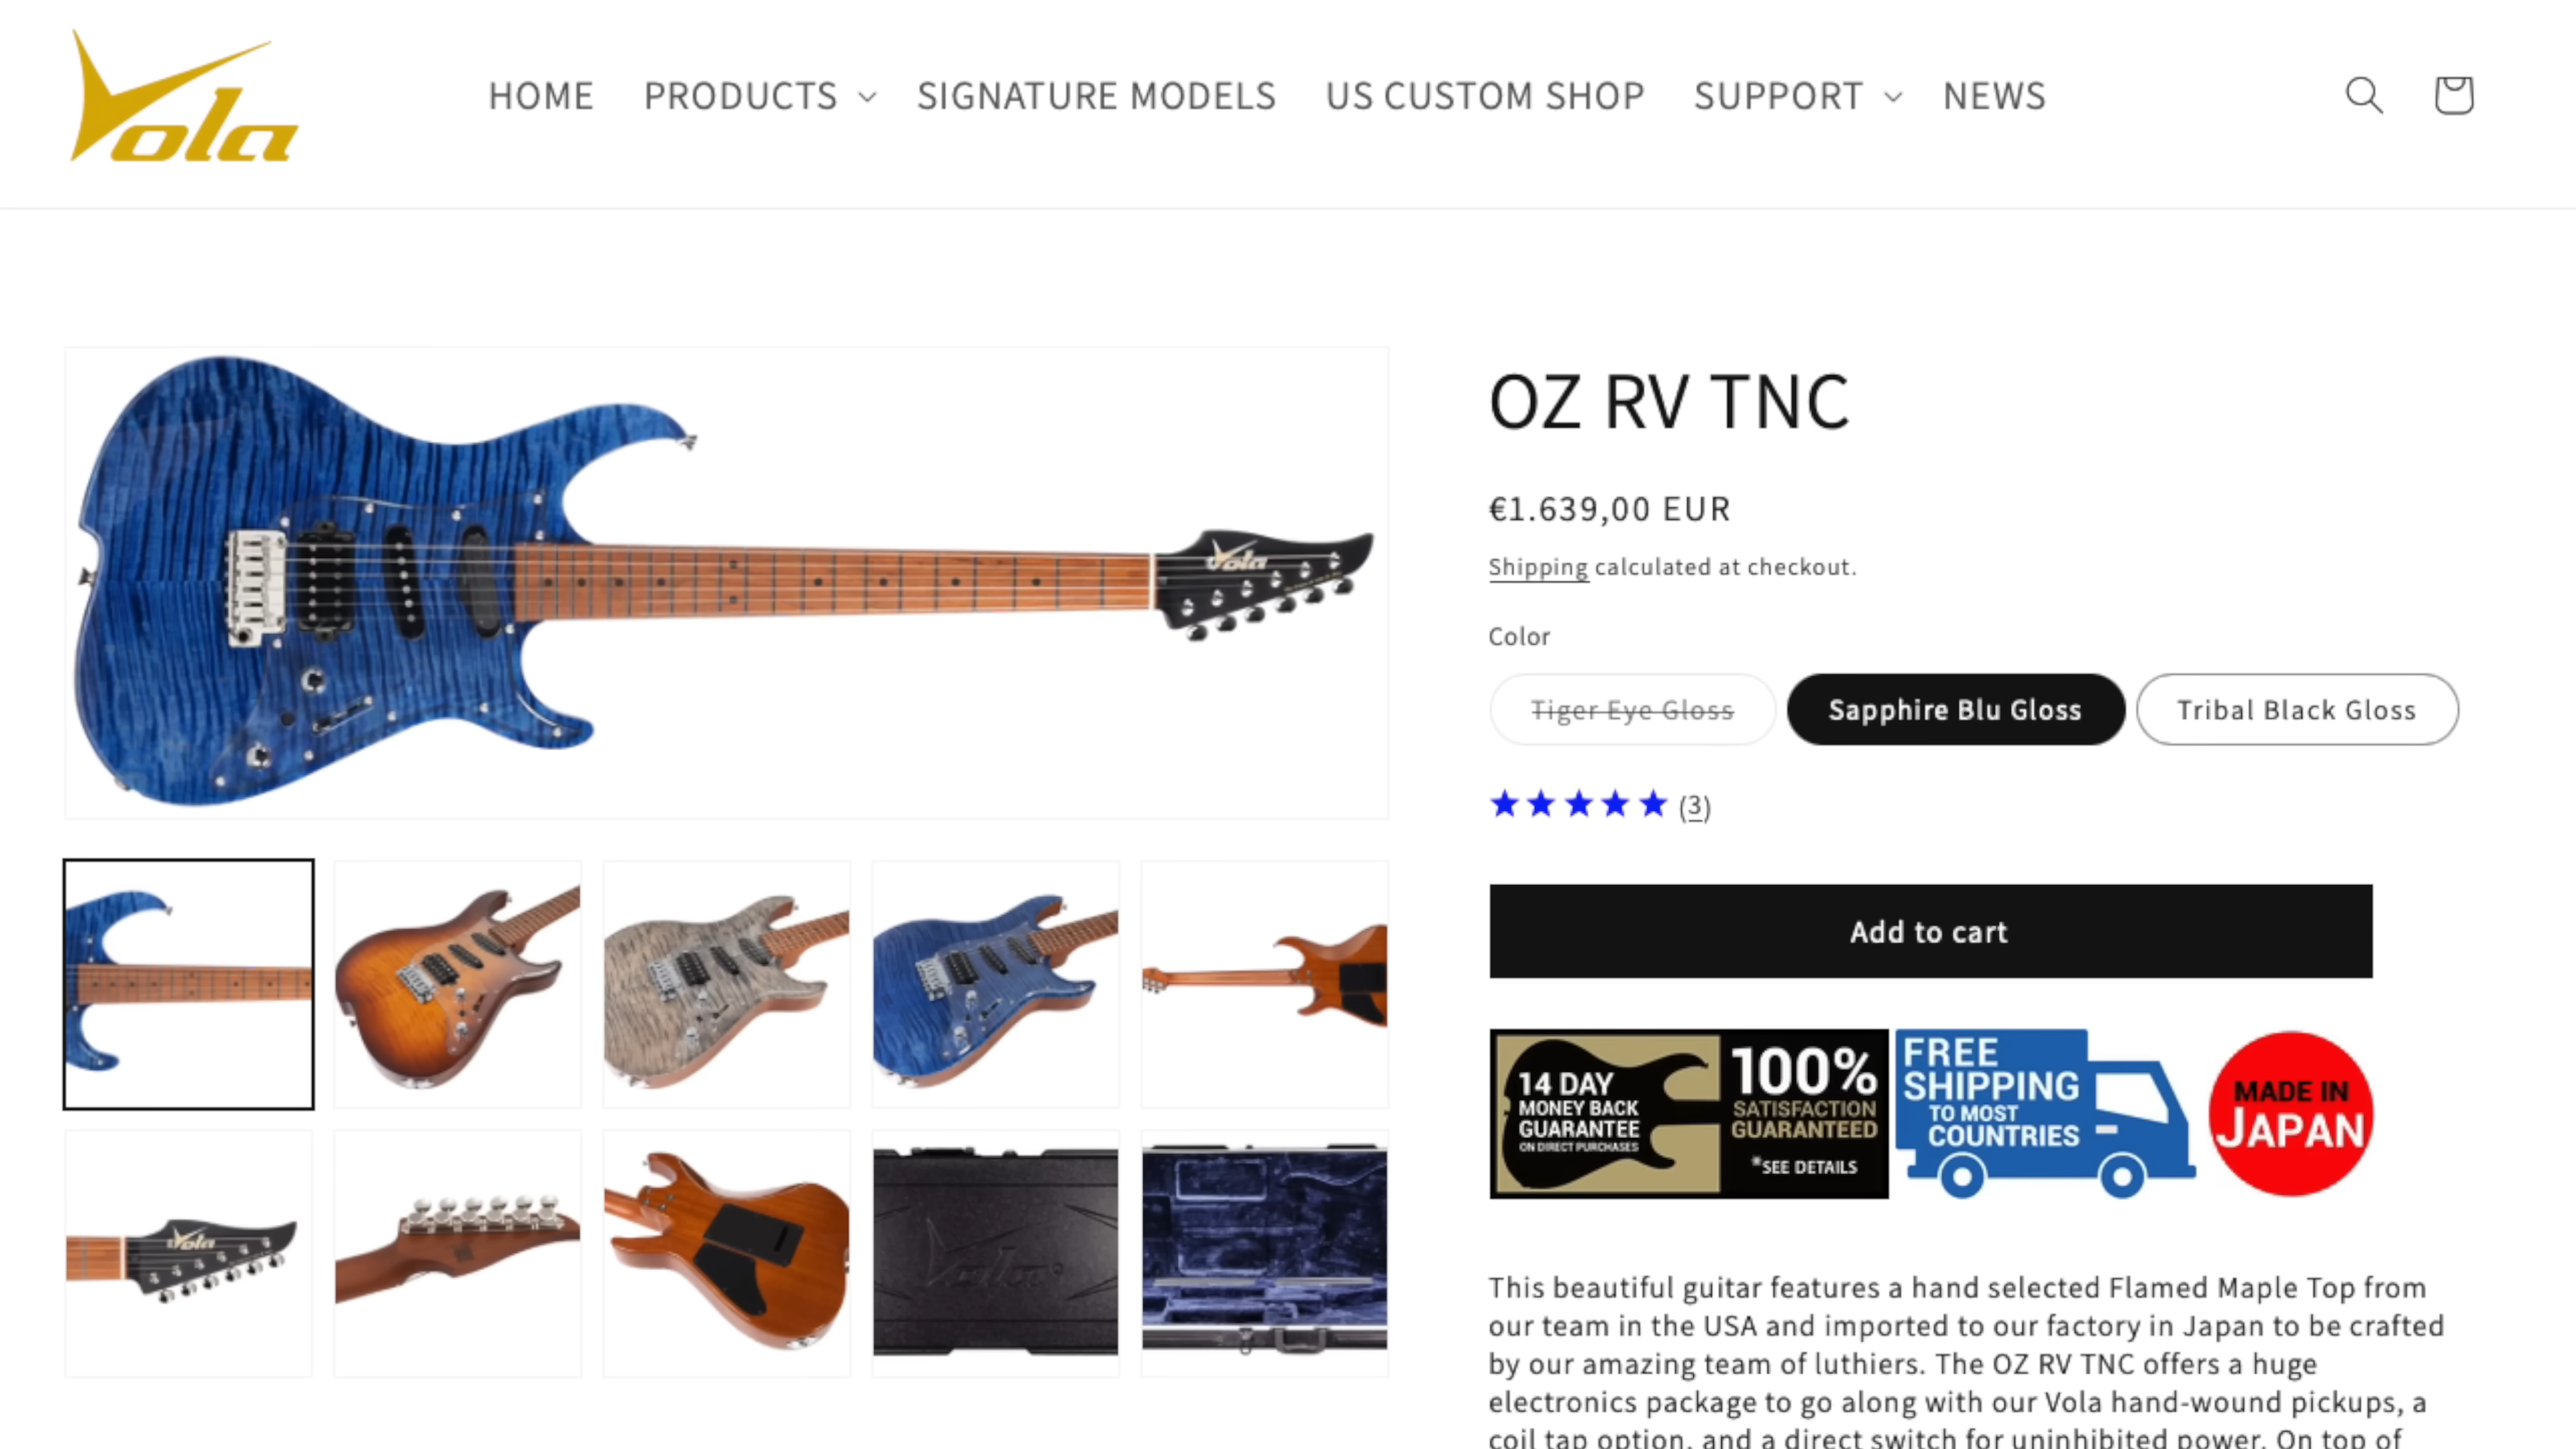 Vola
HOME PRODUCTS SIGNATURE MODELS US CUSTOM SHOP SUPPORT NEWS
Vola
OZ RV TNC
€1.639,00 EUR
Shipping calculated at checkout.
Color
Tiger Eye Gloss Sapphire Blu Gloss Tribal Black Gloss
(3)
Add to cart
14 DAY
MONEY BACK
GUARANTEE
ON DIRECT PURCHASES
100%
SATISFACTION
GUARANTEED
*SEE DETAILS
FREE
SHIPPING
TO MOST
COUNTRIES
MADE IN
JAPAN
Vola
Vola
This beautiful guitar features a hand selected Flamed Maple Top from
our team in the USA and imported to our factory in Japan to be crafted
by our amazing team of luthiers. The OZ RV TNC offers a huge
electronics package to go along with our Vola hand-wound pickups, a
coil tap option, and a direct switch for uninhibited power. On top of